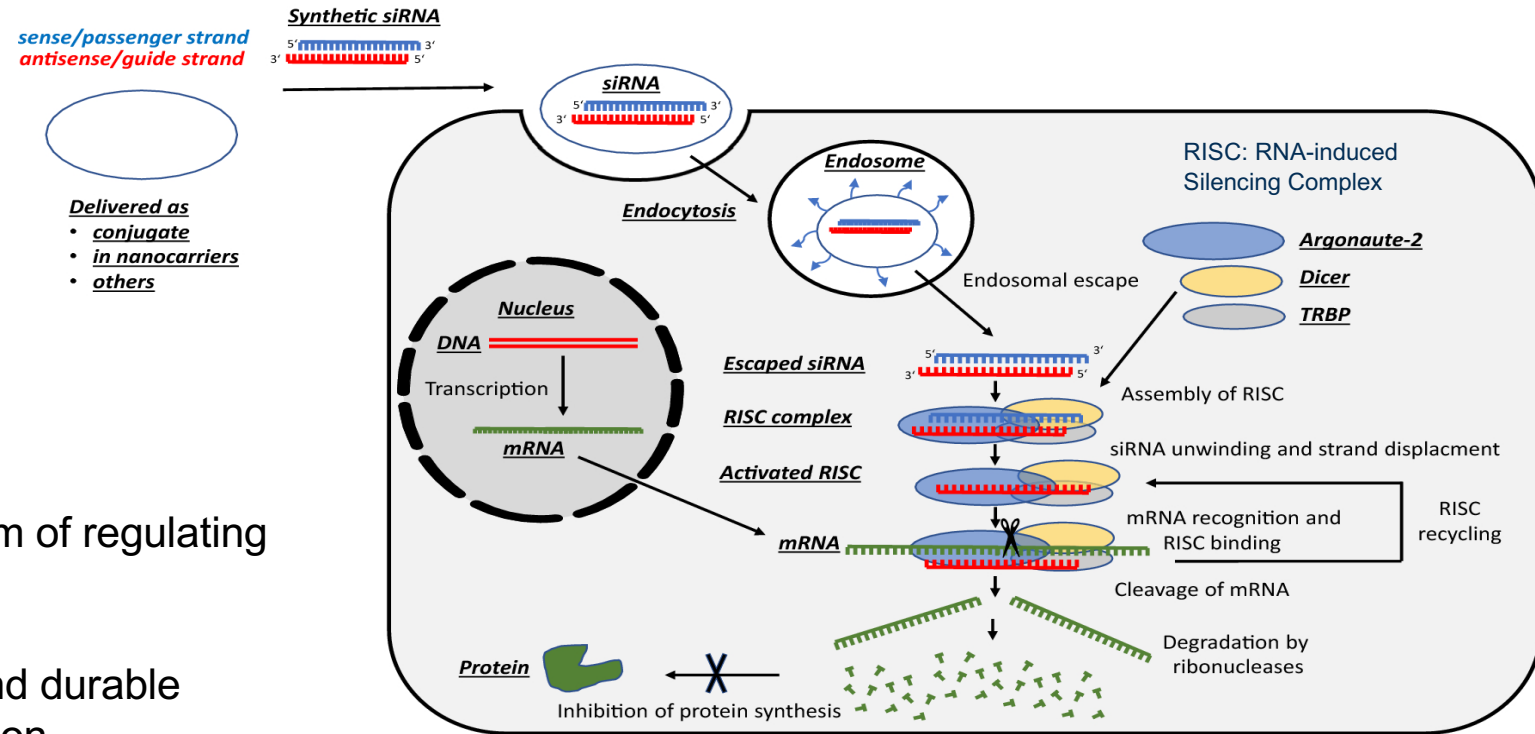 Synthetic siRNA
sense/passenger strand
antisense/guide strand
5‘ 3‘
3‘ 5‘
siRNA
5‘ 3‘
3‘ 5‘
Delivered as
• conjugate
• in nanocarriers
• others
Endocytosis
Endosome
RISC: RNA-induced
Silencing Complex
Argonaute-2
Dicer
TRBP
Endosomal escape
Nucleus
DNA
Transcription
mRNA
Escaped siRNA
5‘ 3‘
3‘ 5‘
Assembly of RISC
RISC complex
siRNA unwinding and strand displacment
Activated RISC
mRNA recognition and
RISC binding
RISC
recycling
mRNA
Cleavage of mRNA
Degradation by
ribonucleases
Protein
Inhibition of protein synthesis
m of regulating
nd durable
on